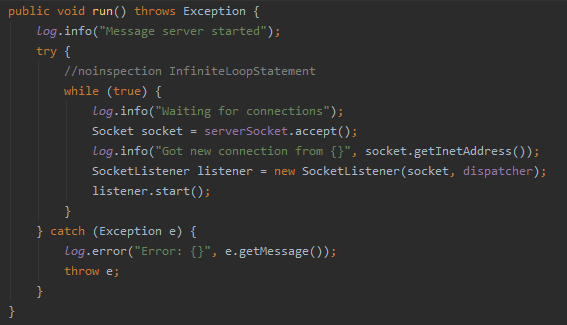 public void run() throws Exception {
    log.info("Message server started");
    try {
        //noinspection InfiniteLoopStatement
        while (true) {
            log.info("Waiting for connections");
            Socket socket = serverSocket.accept();
            log.info("Got new connection from {}", socket.getInetAddress());
            SocketListener listener = new SocketListener(socket, dispatcher);
            listener.start();
        }
    } catch (Exception e) {
        log.error("Error: {}", e.getMessage());
        throw e;
    }
}